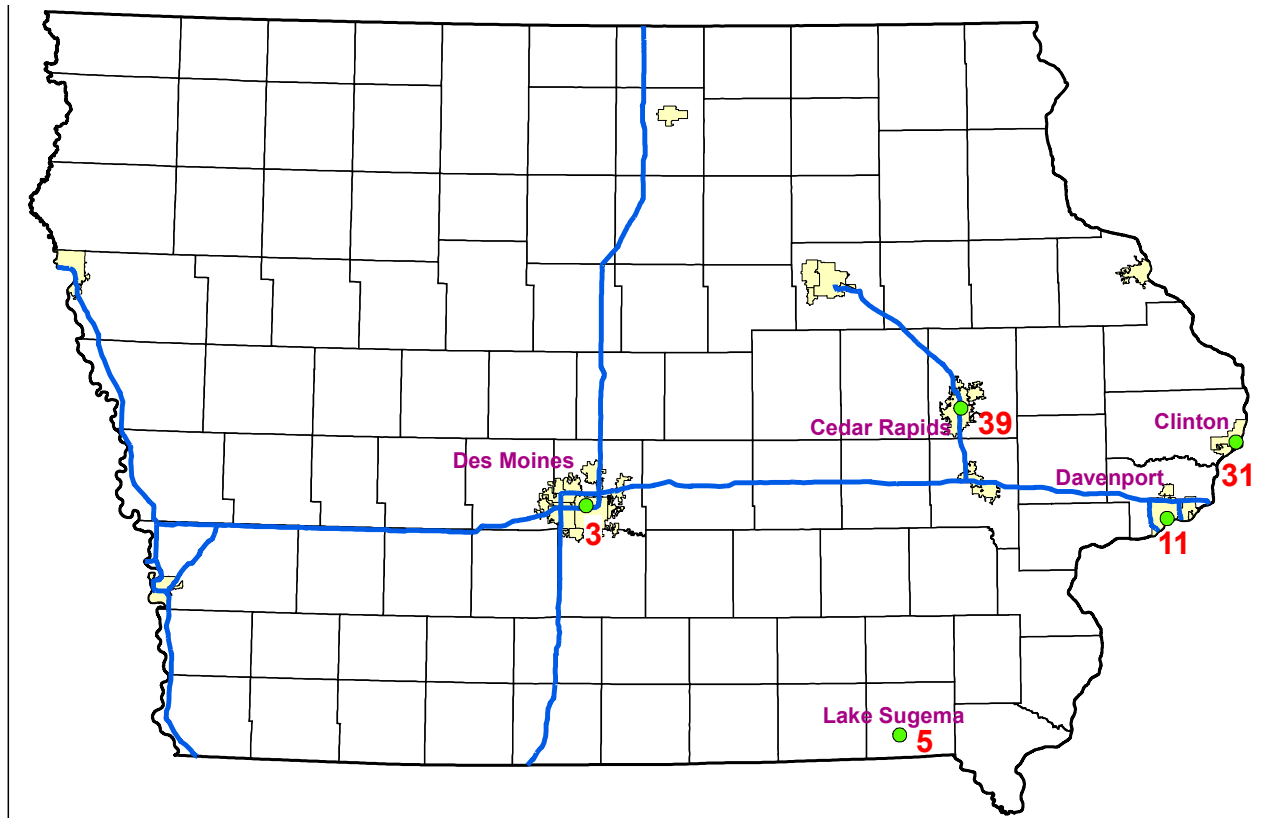 Clinton
Cedar Rapids
39
Des Moines
31
Davenport
3
11
Lake Sugema
5